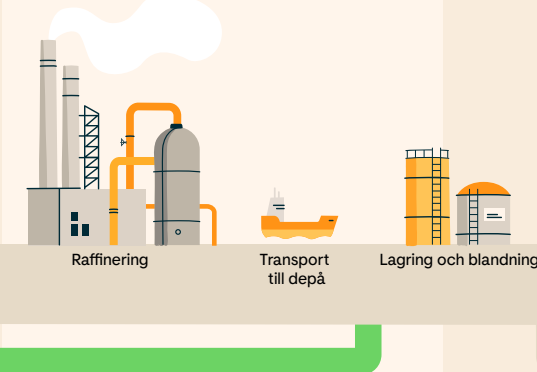 Raffinering
Transport
till depå
Lagring och blandning